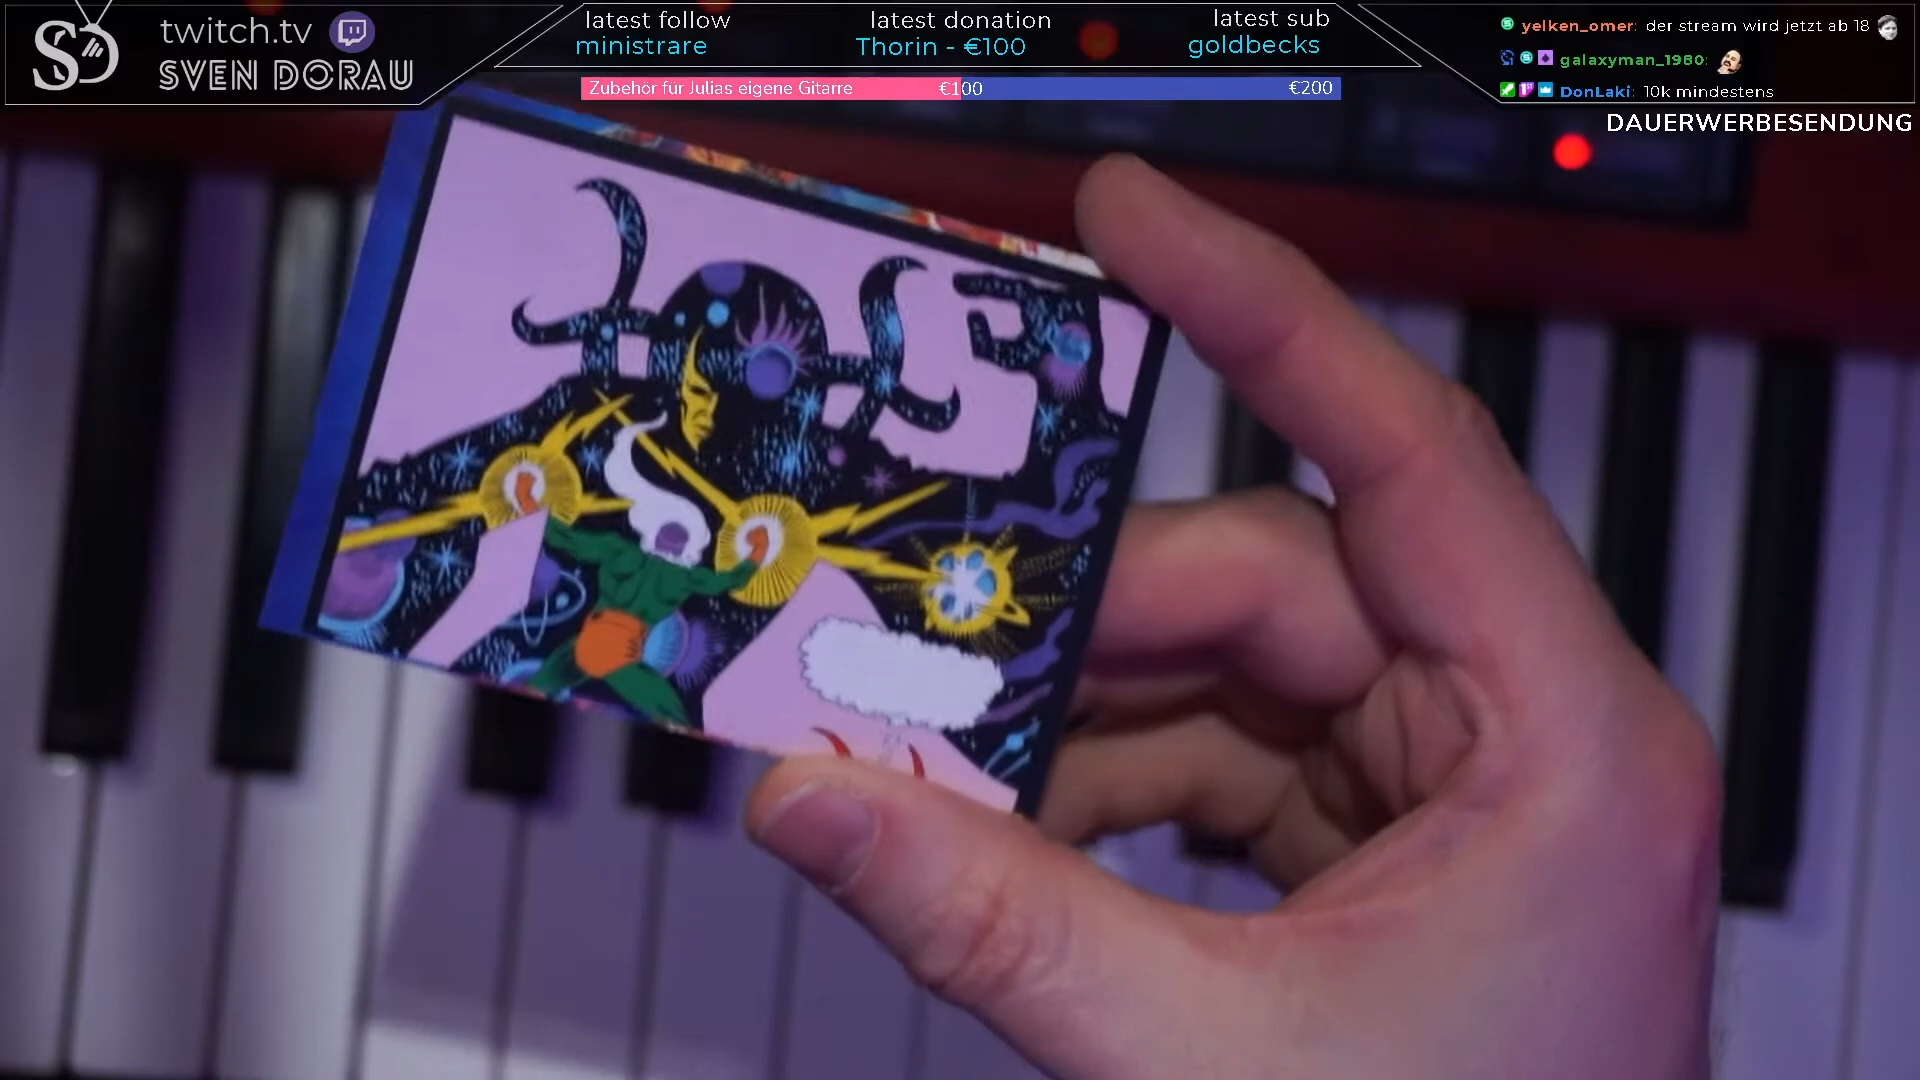 twitch.tv
SVEN DORAU
latest follow
ministrare
latest donation
Thorin - €100
latest sub
goldbecks
Zubehör für Julias eigene Gitarre €100 €200
yelken_omer: der stream wird jetzt ab 18
galaxyman_1980:
DonLaki: 10k mindestens
DAUERWERBESENDUNG